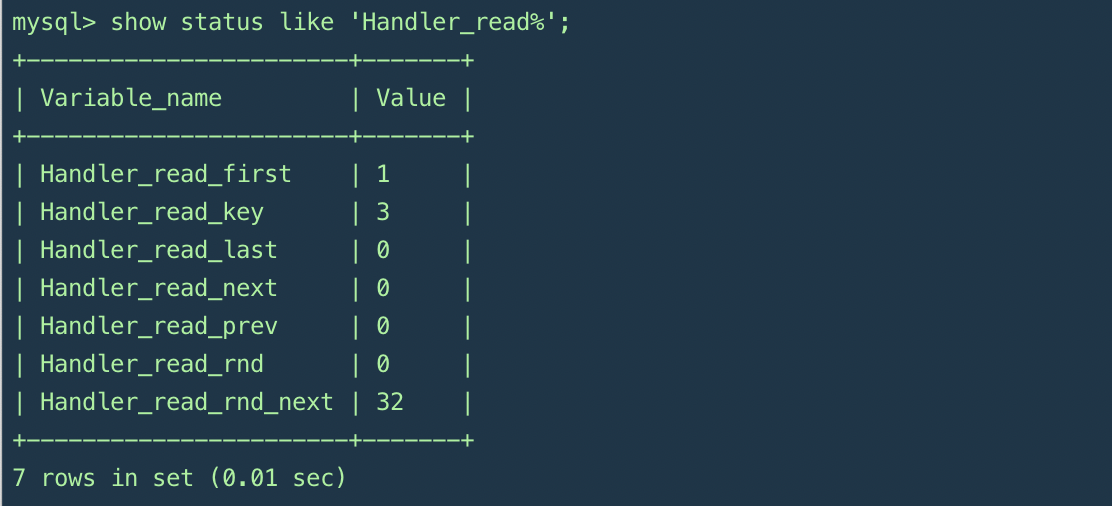 mysql> show status like 'Handler_read%';
+-----------------------+-------+
| Variable_name         | Value |
+-----------------------+-------+
| Handler_read_first    | 1     |
| Handler_read_key      | 3     |
| Handler_read_last     | 0     |
| Handler_read_next     | 0     |
| Handler_read_prev     | 0     |
| Handler_read_rnd      | 0     |
| Handler_read_rnd_next | 32    |
+-----------------------+-------+
7 rows in set (0.01 sec)